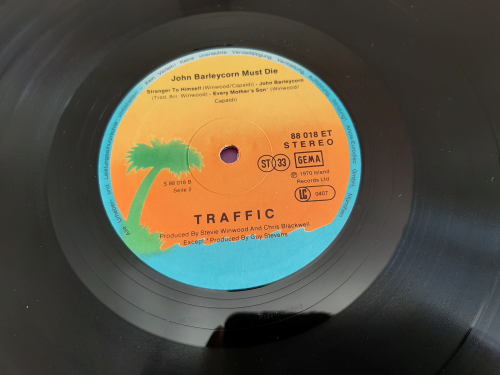 John Barleycorn Must Die
Stranger To Himself (Winwood/Capaldi) - John Barleycorn
(Trad. Arr. Winwood) - Every Mother's Son* (Winwood/
Capaldi)
88 018 ET
STEREO
ST 33 GEMA
S 88 018 B
Seite 2
℗ 1970 Island
Records Ltd.
LC 0407
TRAFFIC
Produced By Stevie Winwood And Chris Blackwell
Except * Produced By Guy Stevens